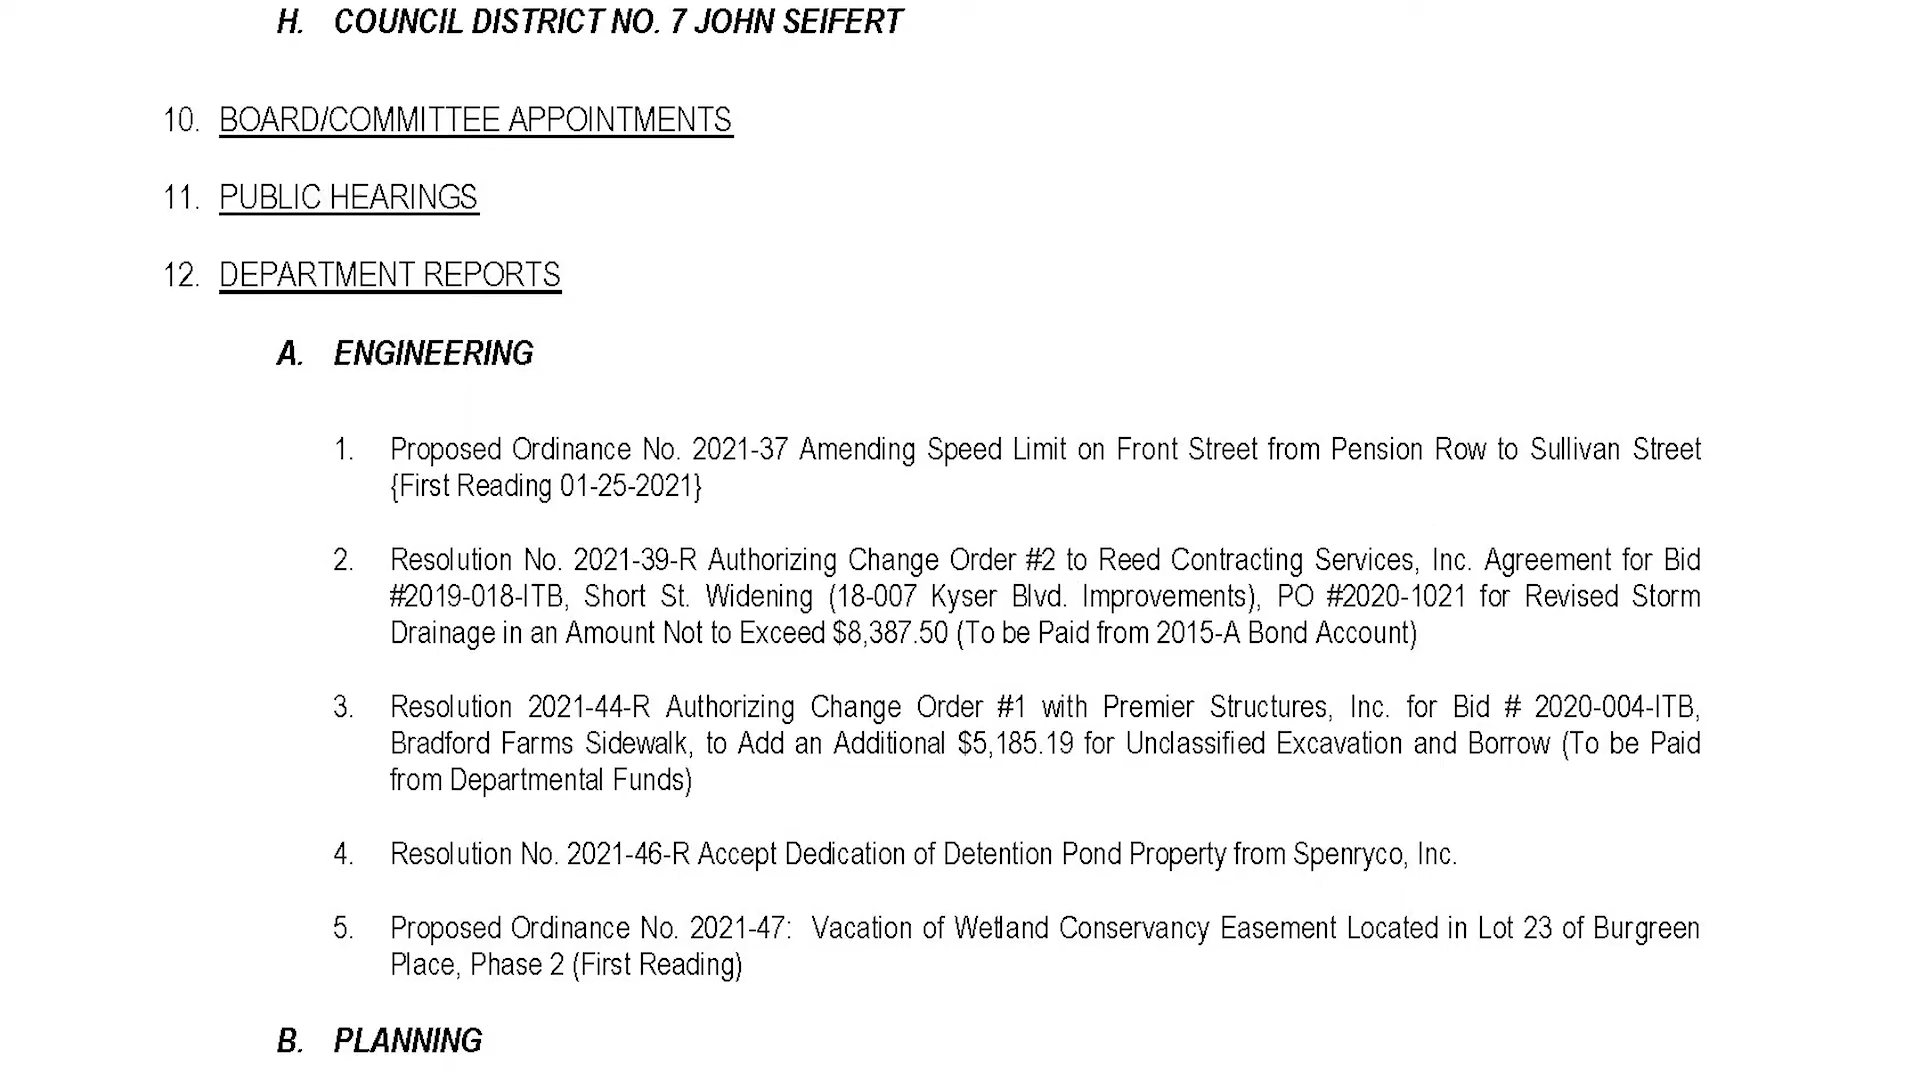 H. COUNCIL DISTRICT NO. 7 JOHN SEIFERT
10. BOARD/COMMITTEE APPOINTMENTS
11. PUBLIC HEARINGS
12. DEPARTMENT REPORTS
A. ENGINEERING
1. Proposed Ordinance No. 2021-37 Amending Speed Limit on Front Street from Pension Row to Sullivan Street
{First Reading 01-25-2021}
2. Resolution No. 2021-39-R Authorizing Change Order #2 to Reed Contracting Services, Inc. Agreement for Bid
#2019-018-ITB, Short St. Widening (18-007 Kyser Blvd. Improvements), PO #2020-1021 for Revised Storm
Drainage in an Amount Not to Exceed $8,387.50 (To be Paid from 2015-A Bond Account)
3. Resolution 2021-44-R Authorizing Change Order #1 with Premier Structures, Inc. for Bid # 2020-004-ITB,
Bradford Farms Sidewalk, to Add an Additional $5,185.19 for Unclassified Excavation and Borrow (To be Paid
from Departmental Funds)
4. Resolution No. 2021-46-R Accept Dedication of Detention Pond Property from Spenryco, Inc.
5. Proposed Ordinance No. 2021-47: Vacation of Wetland Conservancy Easement Located in Lot 23 of Burgreen
Place, Phase 2 (First Reading)
B. PLANNING